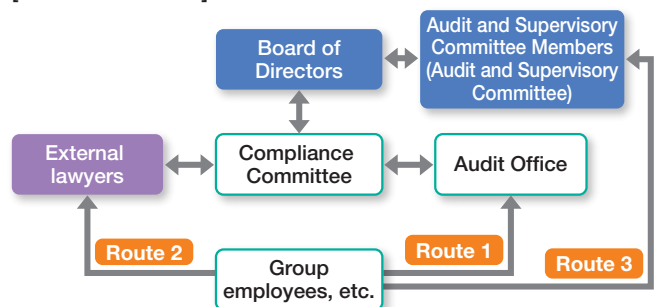 Board of
Directors
Audit and Supervisory
Committee Members
(Audit and Supervisory
Committee)
External
lawyers
Compliance
Committee
Audit Office
Route 2
Route 1
Route 3
Group
employees, etc.